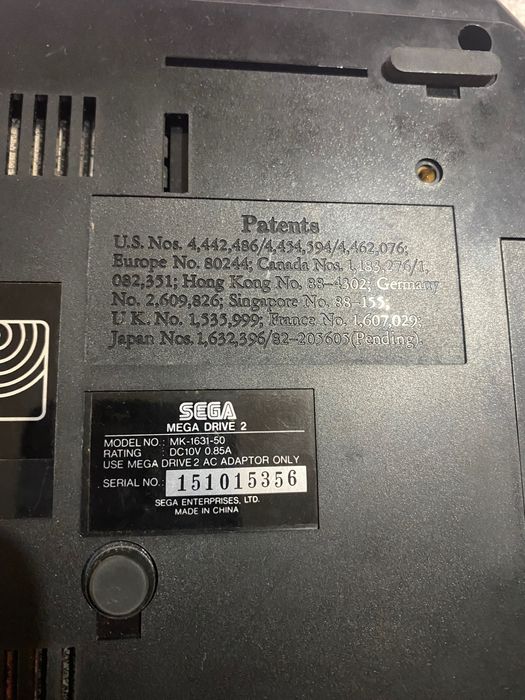 Patents
U.S. Nos. 4,442,486/4,454,594/4,462,076;
Europe No. 80244; Canada Nos. 1,183,276/1,
082,351; Hong Kong No. 88-4302; Germany
No. 2,609,826; Singapore No. 88-155;
U.K. No. 1,535,999; France No. 1,607,029;
Japan Nos. 1,632,396/82-205605(Pending).
SEGA
MEGA DRIVE 2
MODEL NO.: MK-1631-50
RATING : DC10V 0.85A
USE MEGA DRIVE 2 AC ADAPTOR ONLY
SERIAL NO.: 151015356
SEGA ENTERPRISES, LTD.
MADE IN CHINA